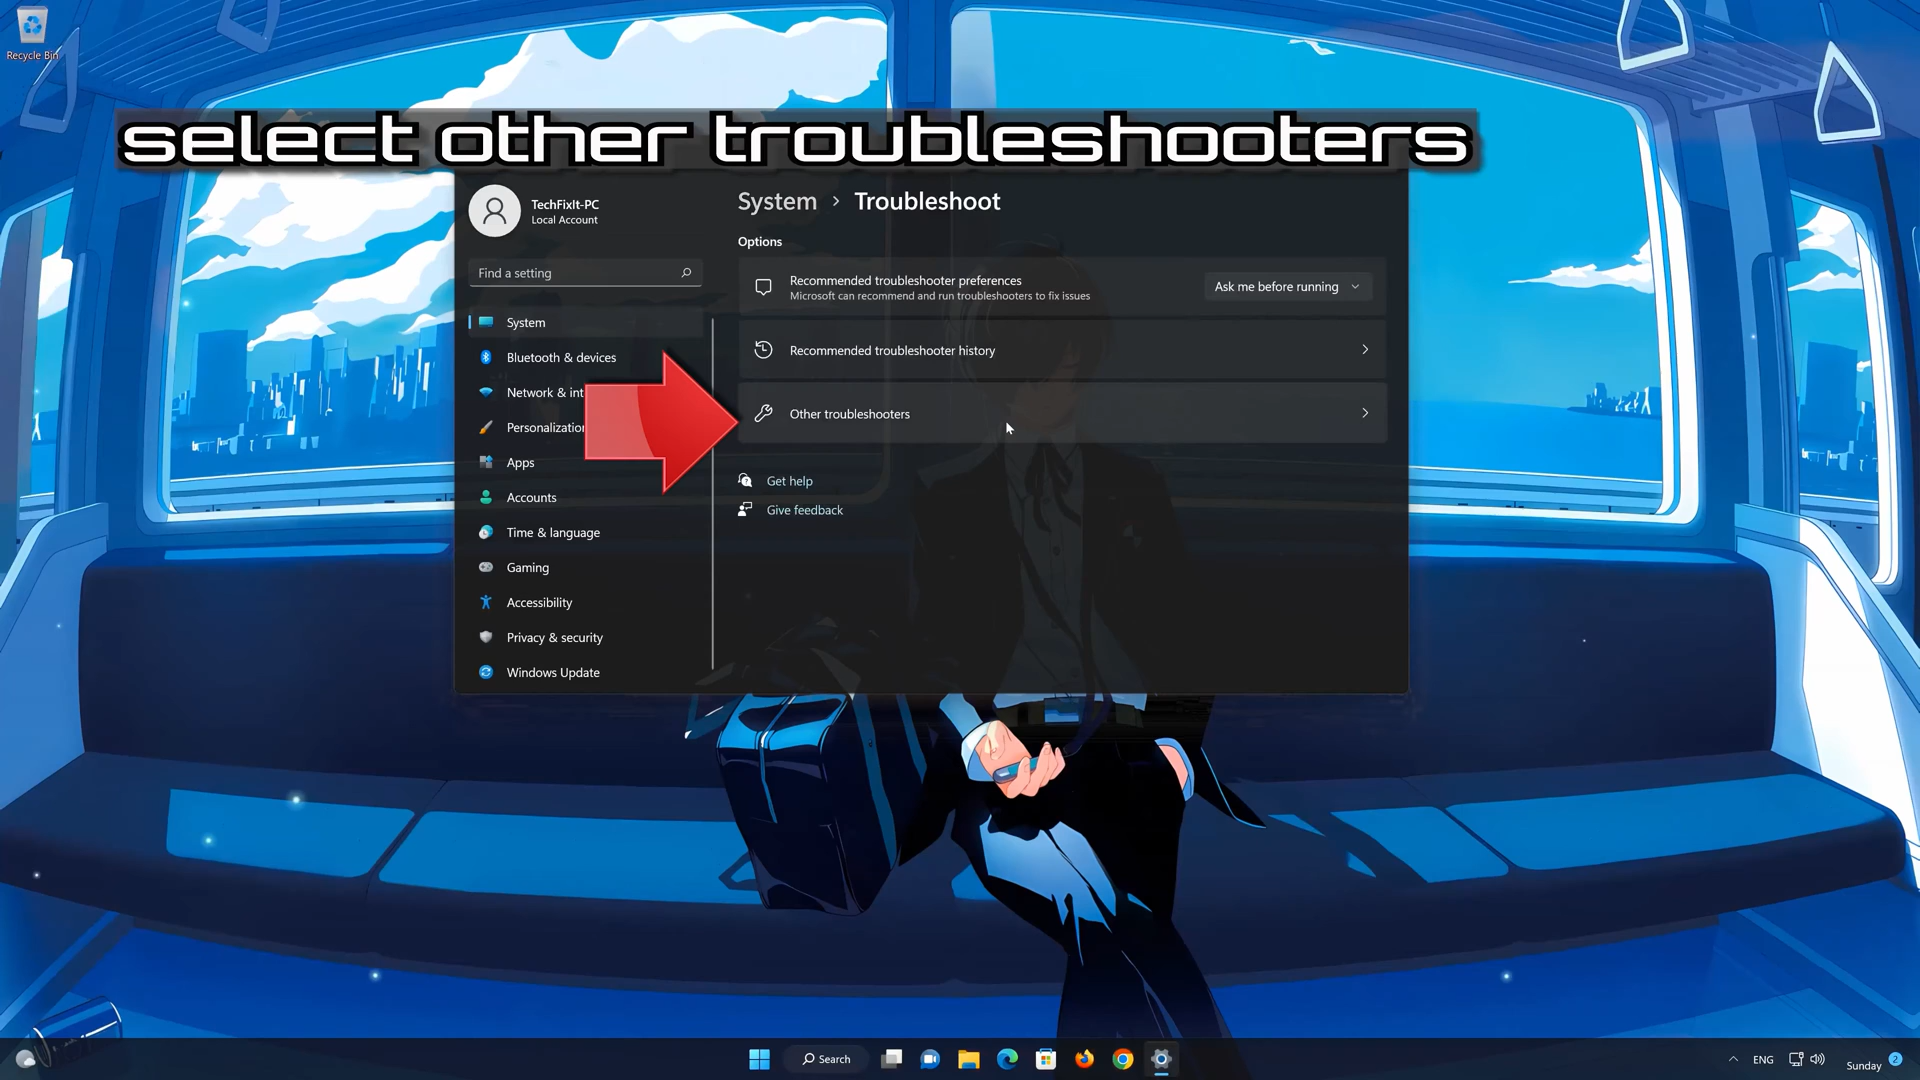 Recycle Bin
select other troubleshooters
TechFixIt-PC
Local Account
System > Troubleshoot
Options
Find a setting
Recommended troubleshooter preferences
Microsoft can recommend and run troubleshooters to fix issues
Ask me before running
System
Bluetooth & devices
Recommended troubleshooter history
Network & int
Other troubleshooters
Personalization
Apps
Get help
Accounts
Give feedback
Time & language
Gaming
Accessibility
Privacy & security
Windows Update
Search
ENG
Sunday
2